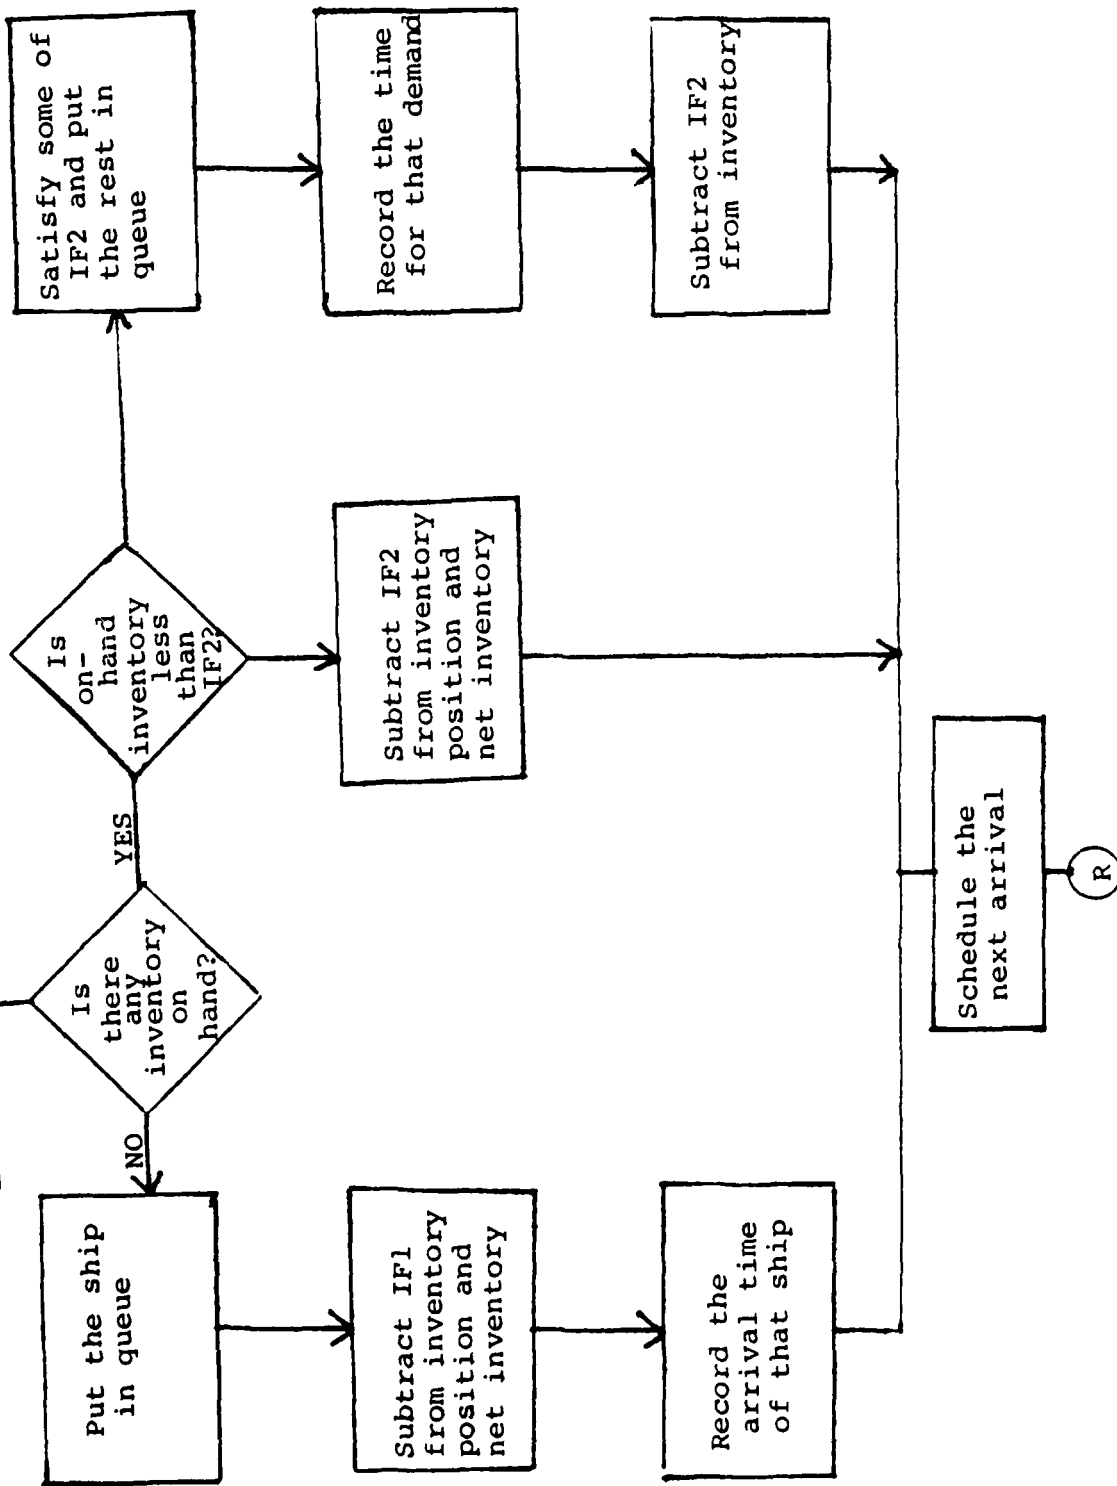 Is
there
any
inventory
on
hand?
NO
YES
Put the ship
in queue
Subtract IF1
from inventory
position and
net inventory
Record the
arrival time
of that ship
Is
on-
hand
inventory
less
than
IF2?
Subtract IF2
from inventory
position and
net inventory
Satisfy some of
IF2 and put
the rest in
queue
Record the time
for that demand
Subtract IF2
from inventory
Schedule the
next arrival
R